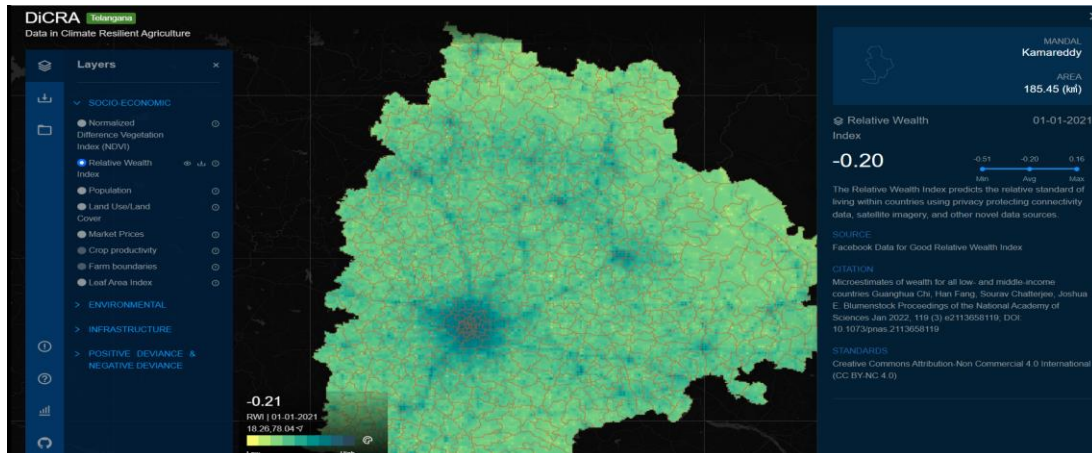 DiCRA Telangana
Data in Climate Resilient Agriculture
Layers
×
SOCIO-ECONOMIC
Normalized
Difference Vegetation
Index (NDVI)
Relative Wealth
Index
Population
Land Use/Land
Cover
Market Prices
Crop productivity
Farm boundaries
Leaf Area Index
> ENVIRONMENTAL
> INFRASTRUCTURE
> POSITIVE DEVIANCE &
NEGATIVE DEVIANCE
-0.21
RWI | 01-01-2021
18.26,78.04
Low High
MANDAL
Kamareddy
AREA
185.45 (km²)
Relative Wealth 01-01-2021
Index
-0.20
-0.51 -0.20 0.16
Min Avg Max
The Relative Wealth Index predicts the relative standard of
living within countries using privacy protecting connectivity
data, satellite imagery, and other novel data sources.
SOURCE
Facebook Data for Good Relative Wealth Index
CITATION
Microestimates of wealth for all low- and middle-income
countries Guanghua Chi, Han Fang, Sourav Chatterjee, Joshua
E. Blumenstock Proceedings of the National Academy of
Sciences Jan 2022, 119 (3) e2113658119; DOI:
10.1073/pnas.2113658119
STANDARDS
Creative Commons Attribution-Non Commercial 4.0 International
(CC BY-NC 4.0)